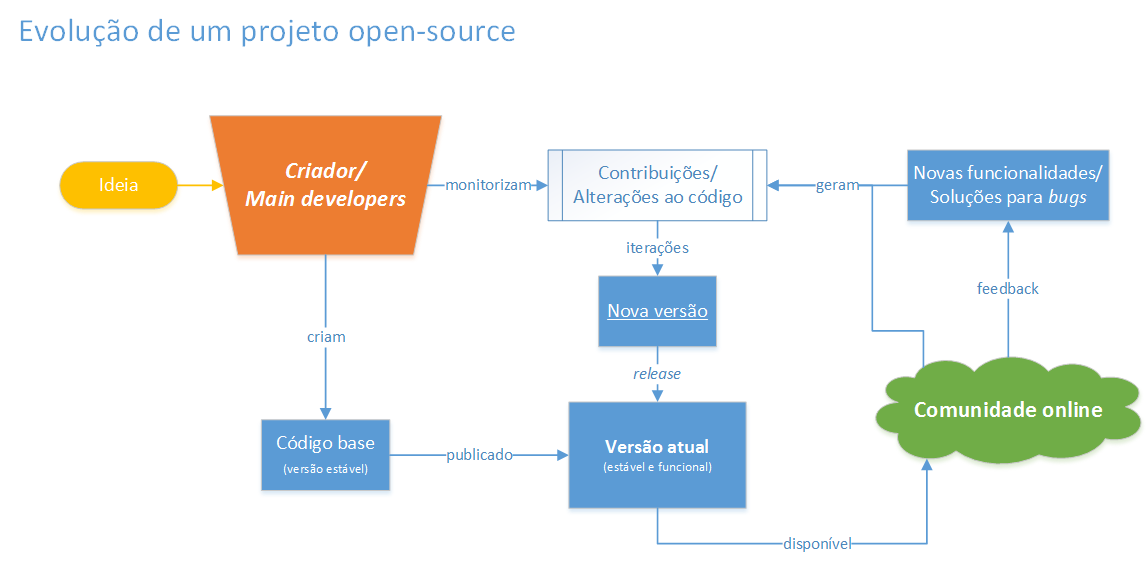 Evolução de um projeto open-source
Ideia
Criador/
Main developers
monitorizam
Contribuições/
Alterações ao código
geram
Novas funcionalidades/
Soluções para bugs
iterações
feedback
Nova versão
criam
release
Comunidade online
Código base
(versão estável)
publicado
Versão atual
(estável e funcional)
disponível